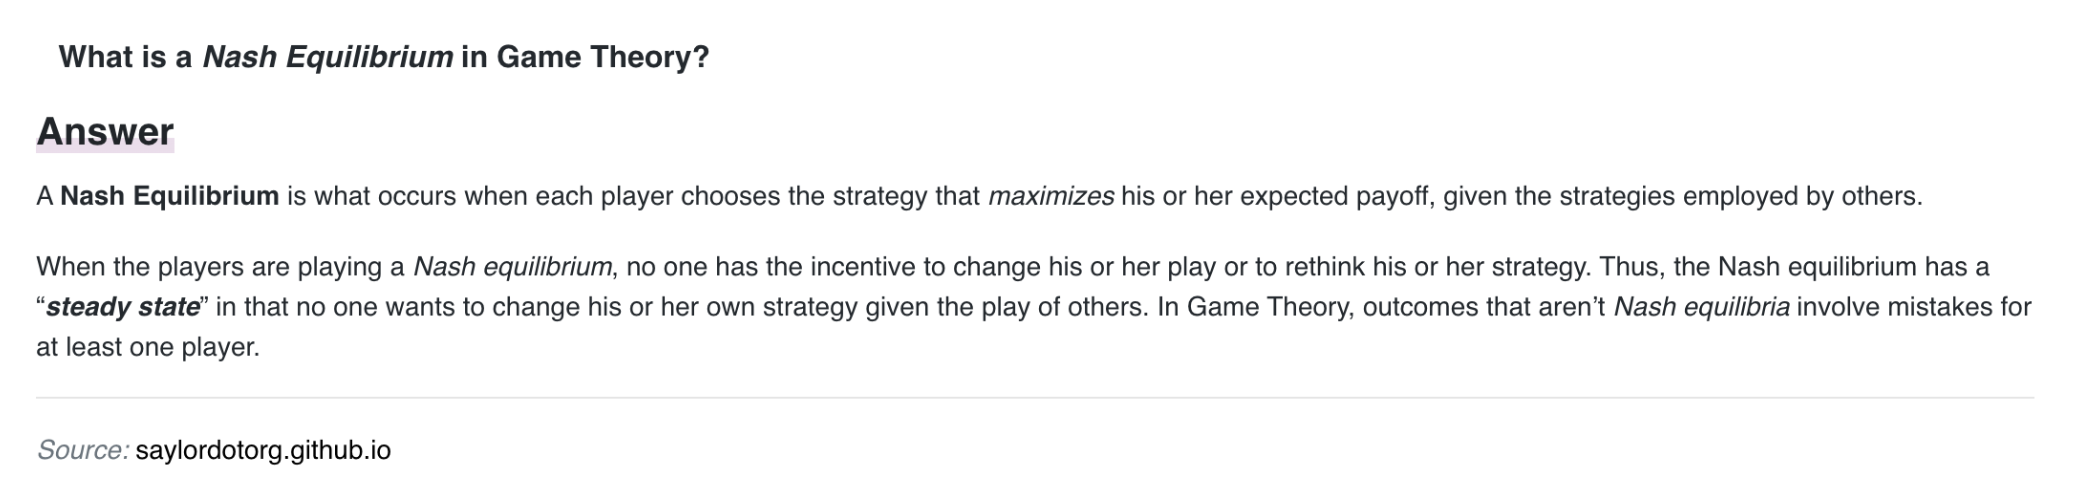 What is a Nash Equilibrium in Game Theory?
Answer
A Nash Equilibrium is what occurs when each player chooses the strategy that maximizes his or her expected payoff, given the strategies employed by others.
When the players are playing a Nash equilibrium, no one has the incentive to change his or her play or to rethink his or her strategy. Thus, the Nash equilibrium has a
“steady state” in that no one wants to change his or her own strategy given the play of others. In Game Theory, outcomes that aren’t Nash equilibria involve mistakes for
at least one player.
Source: saylordotorg.github.io